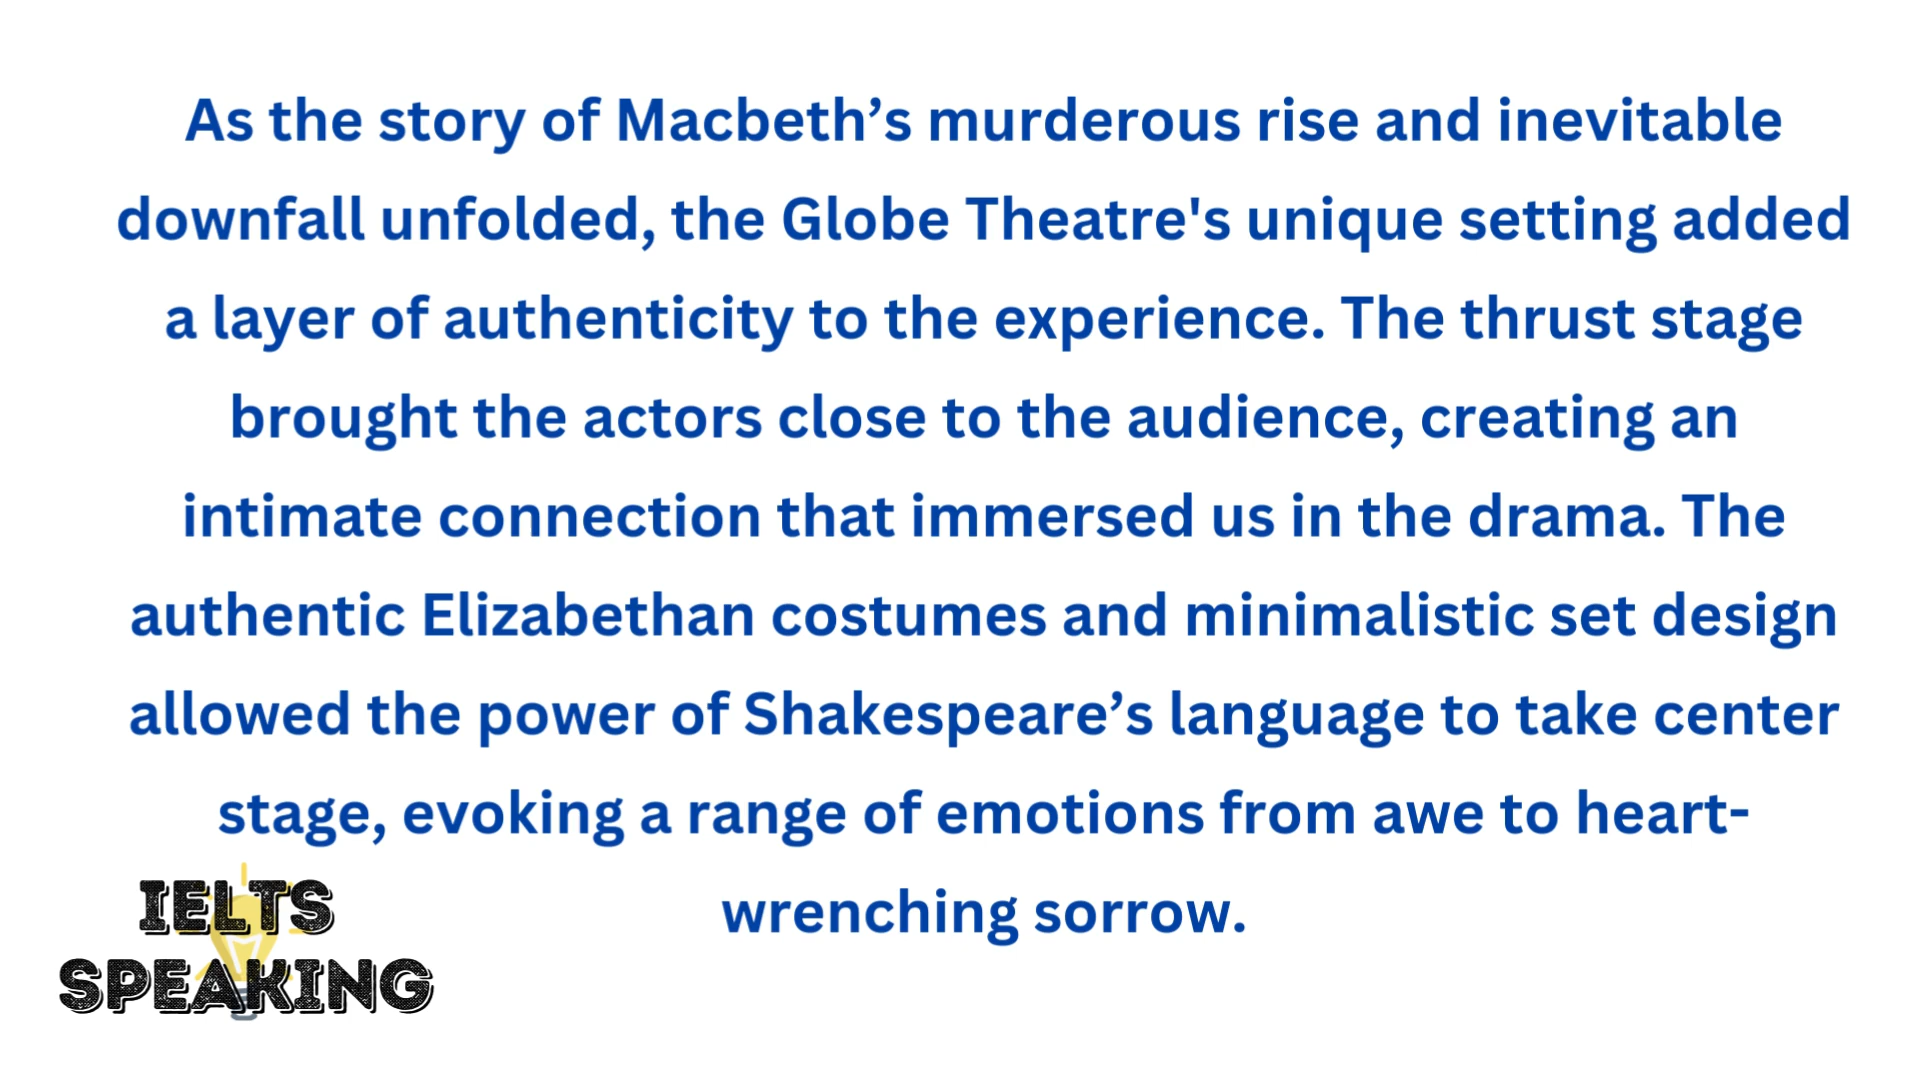 As the story of Macbeth’s murderous rise and inevitable
downfall unfolded, the Globe Theatre's unique setting added
a layer of authenticity to the experience. The thrust stage
brought the actors close to the audience, creating an
intimate connection that immersed us in the drama. The
authentic Elizabethan costumes and minimalistic set design
allowed the power of Shakespeare’s language to take center
stage, evoking a range of emotions from awe to heart-
wrenching sorrow.
IELTS
SPEAKING